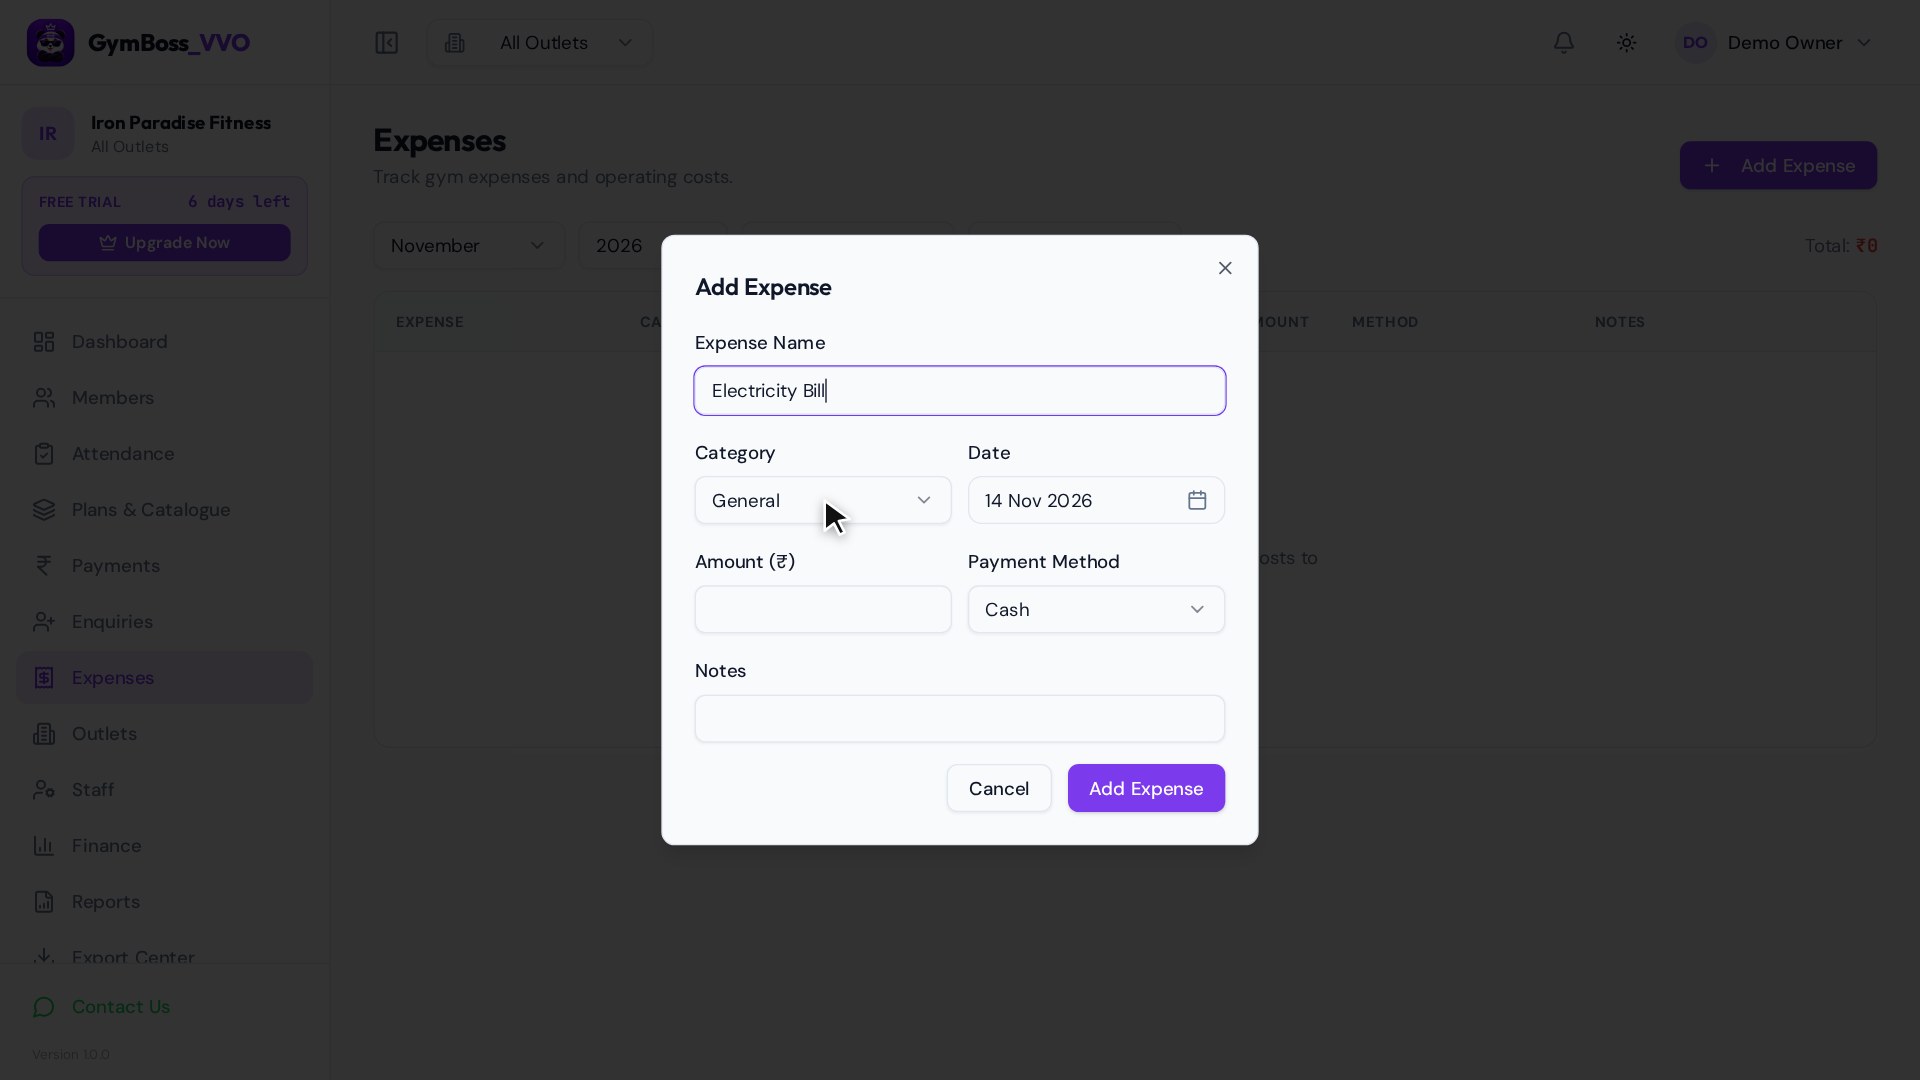 GymBoss_VVO
All Outlets
DO
Demo Owner
IR
Iron Paradise Fitness
All Outlets
FREE TRIAL
6 days left
Upgrade Now
Dashboard
Members
Attendance
Plans & Catalogue
Payments
Enquiries
Expenses
Outlets
Staff
Finance
Reports
Export Center
Contact Us
Version 1.0.0
Expenses
Track gym expenses and operating costs.
Add Expense
November
2026
Total: ₹0
EXPENSE
METHOD
NOTES
costs to
Add Expense
Expense Name
Electricity Bill
Category
Date
General
14 Nov 2026
Amount (₹)
Payment Method
Cash
Notes
Cancel
Add Expense